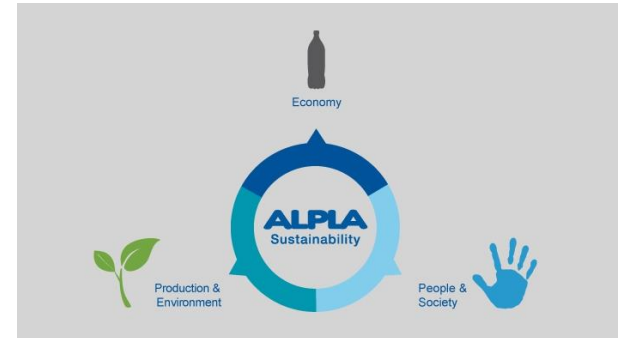 Economy
ALPLA
Sustainability
Production &
Environment
People &
Society